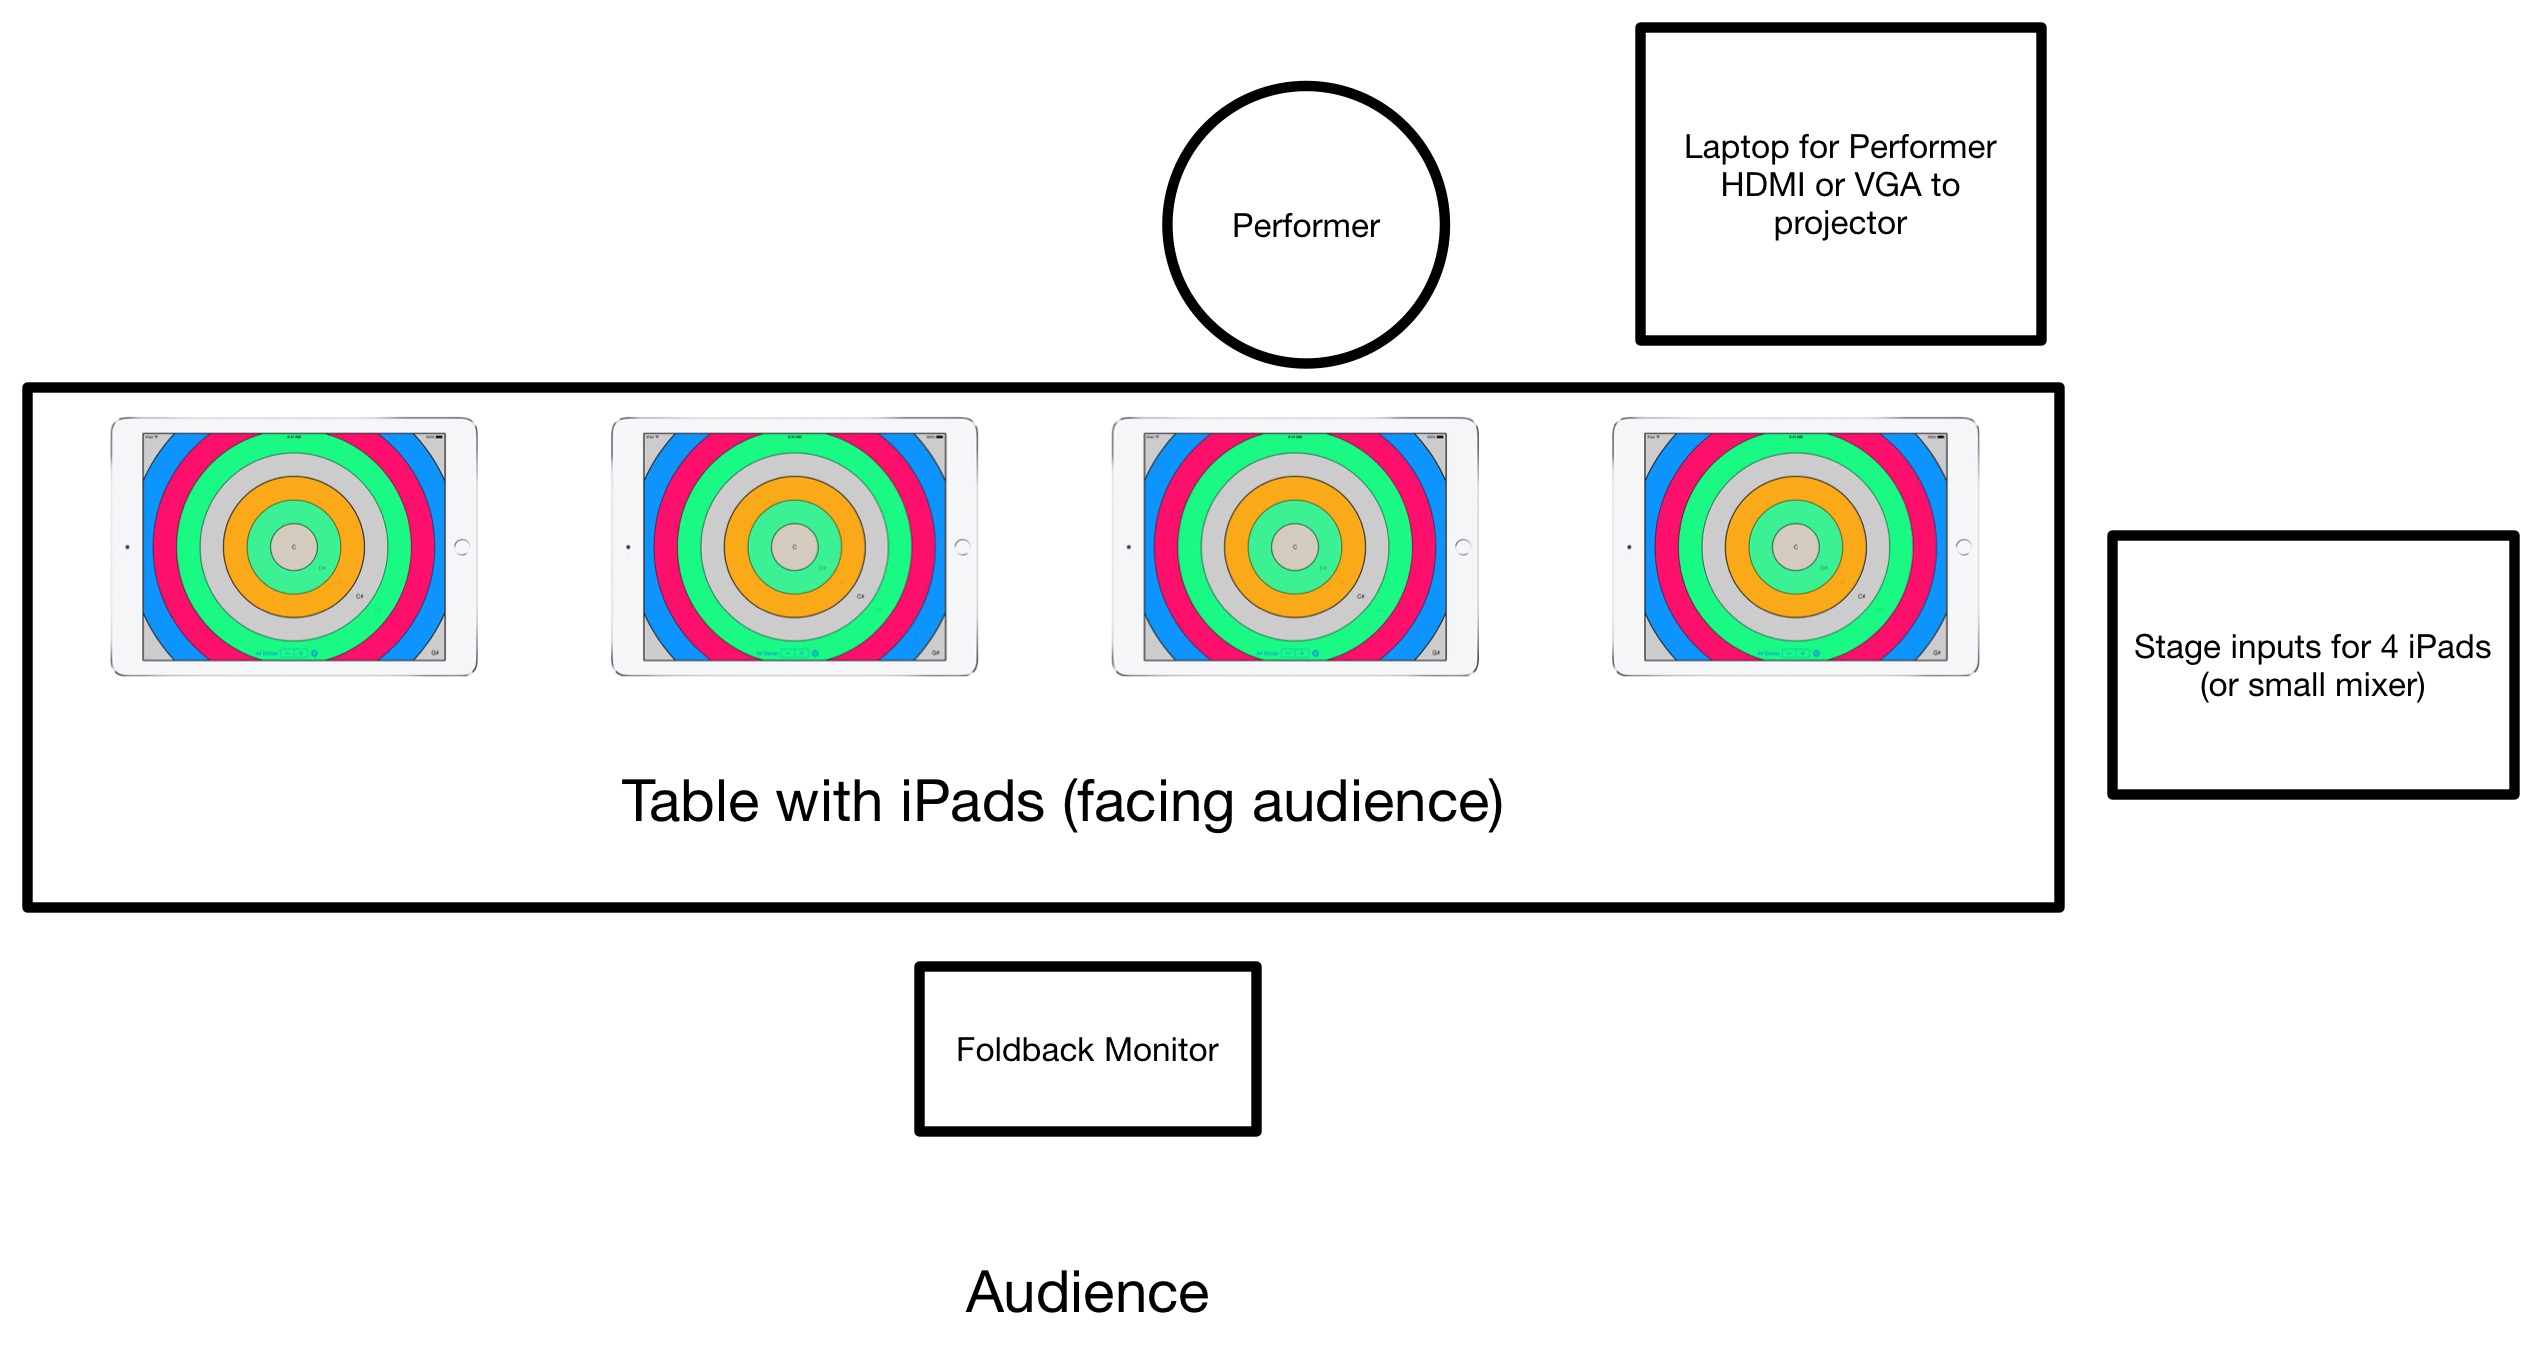 Performer
Laptop for Performer
HDMI or VGA to
projector
C
C#
G#
C
C#
G#
C
C#
G#
C
C#
G#
Table with iPads (facing audience)
Stage inputs for 4 iPads
(or small mixer)
Foldback Monitor
Audience